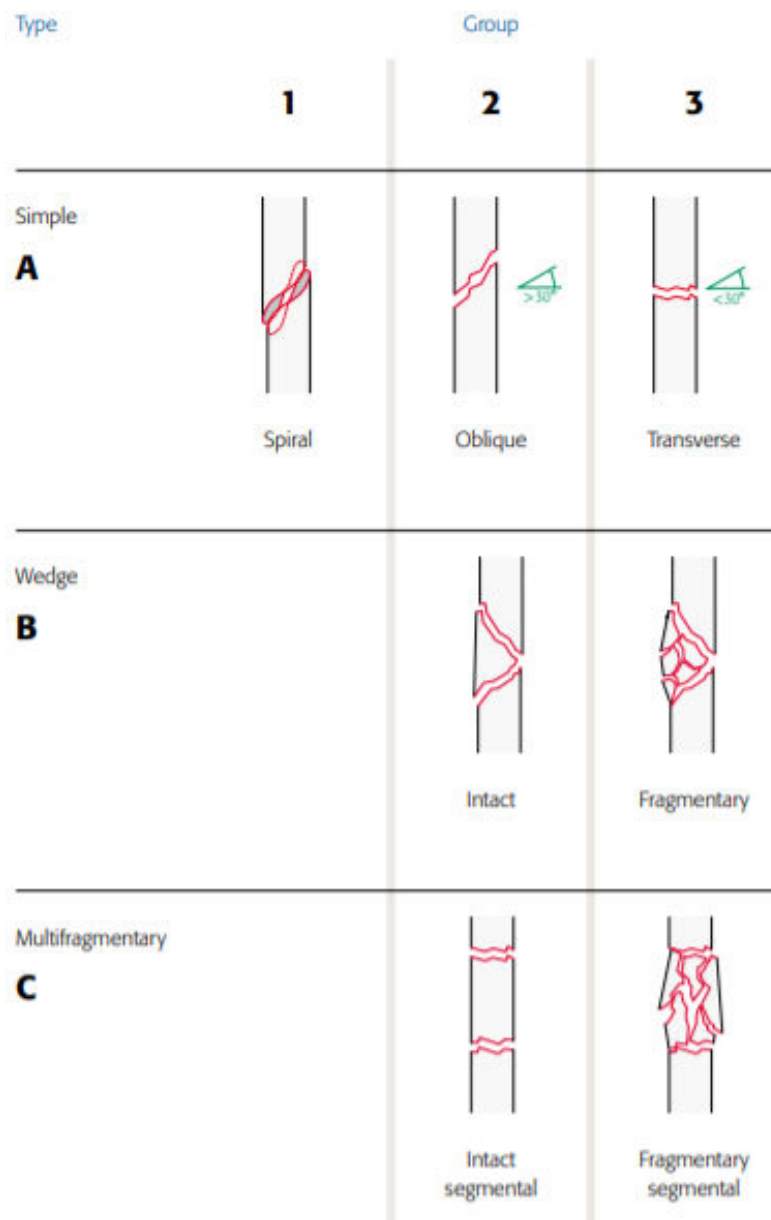 Type
Group
1
2
3
Simple
A
>30°
<30°
Spiral
Oblique
Transverse
Wedge
B
Intact
Fragmentary
Multifragmentary
C
Intact
segmental
Fragmentary
segmental